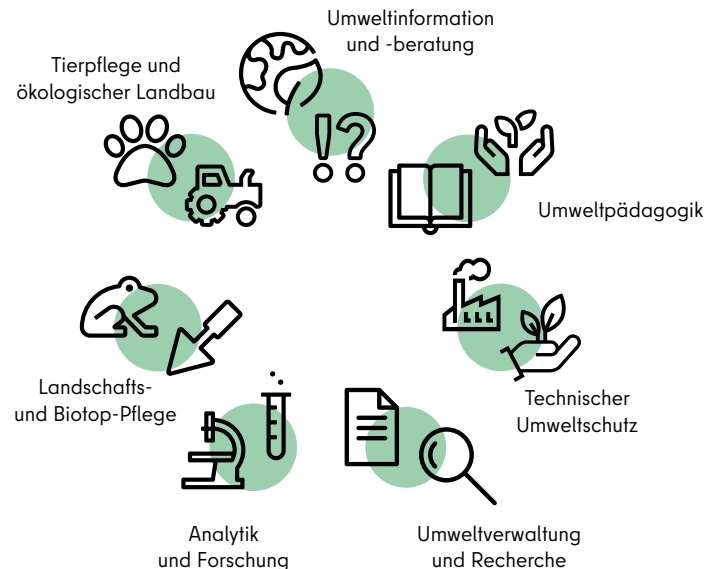 Umweltinformation
und -beratung
Tierpflege und
ökologischer Landbau
!?
Umweltpädagogik
Landschafts-
und Biotop-Pflege
Technischer
Umweltschutz
Analytik
und Forschung
Umweltverwaltung
und Recherche